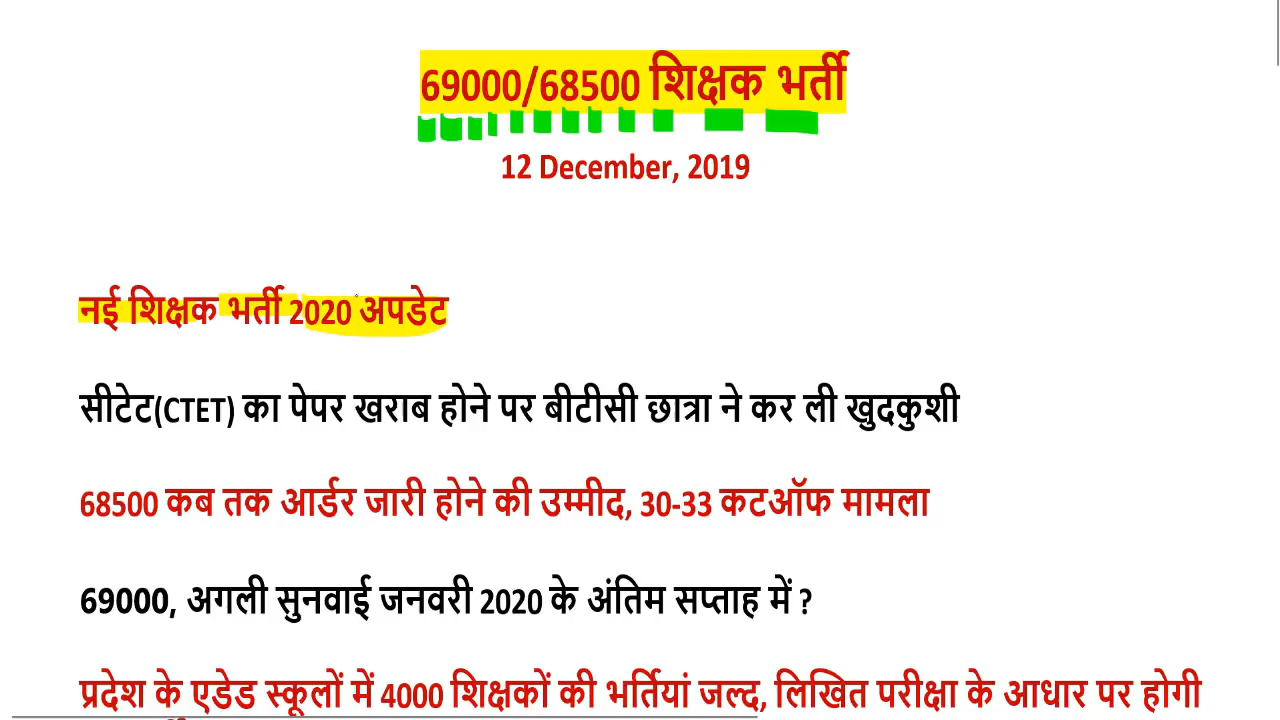 69000/68500 शिक्षक भर्ती
12 December, 2019
नई शिक्षक भर्ती 2020 अपडेट
सीटेट(CTET) का पेपर खराब होने पर बीटीसी छात्रा ने कर ली खुदकुशी
68500 कब तक आर्डर जारी होने की उम्मीद, 30-33 कटऑफ मामला
69000, अगली सुनवाई जनवरी 2020 के अंतिम सप्ताह में ?
प्रदेश के एडेड स्कूलों में 4000 शिक्षकों की भर्तियां जल्द, लिखित परीक्षा के आधार पर होगी